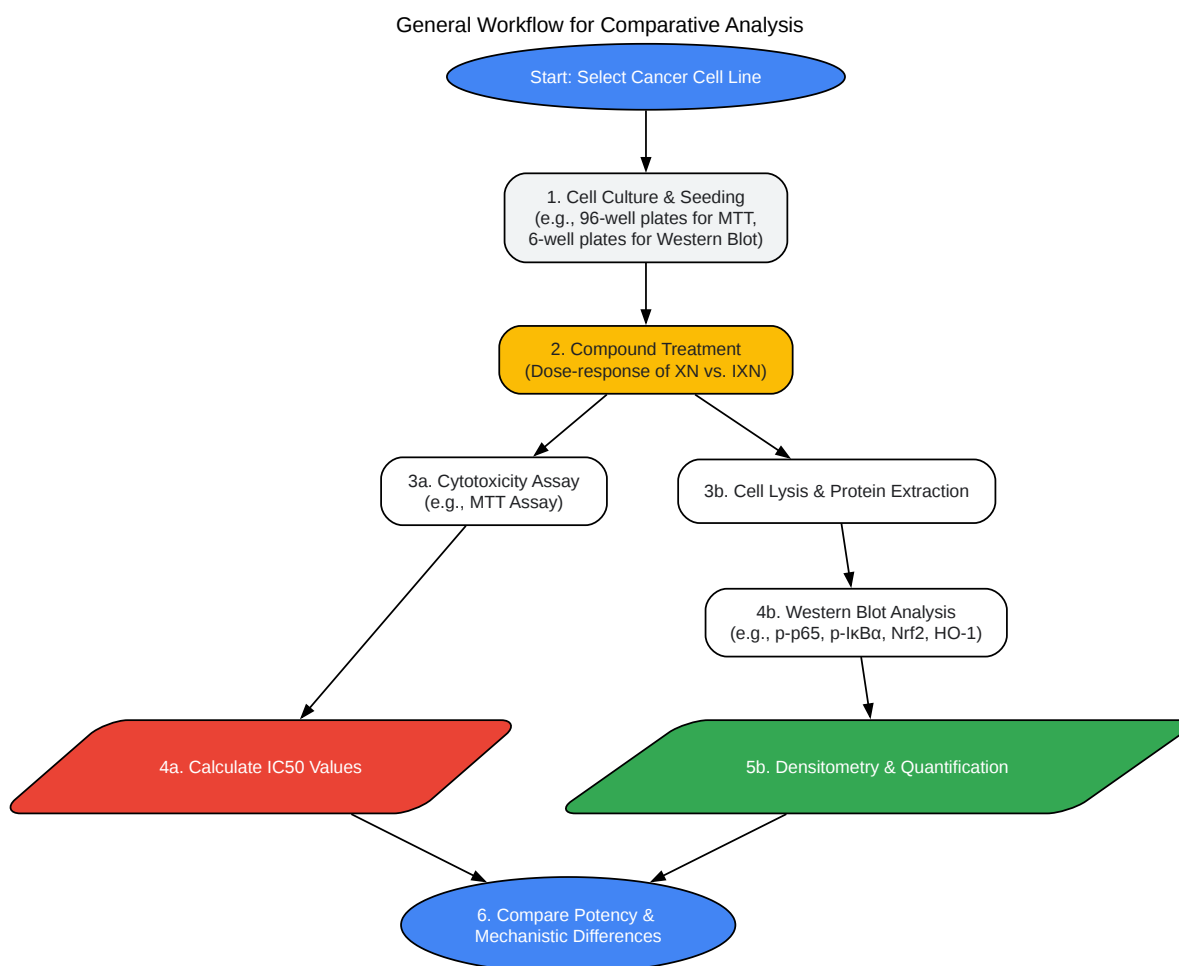 General Workflow for Comparative Analysis
Start: Select Cancer Cell Line
1. Cell Culture & Seeding
(e.g., 96-well plates for MTT,
6-well plates for Western Blot)
2. Compound Treatment
(Dose-response of XN vs. IXN)
3a. Cytotoxicity Assay
(e.g., MTT Assay)
3b. Cell Lysis & Protein Extraction
4b. Western Blot Analysis
(e.g., p-p65, p-IκBα, Nrf2, HO-1)
4a. Calculate IC50 Values
5b. Densitometry & Quantification
6. Compare Potency &
Mechanistic Differences